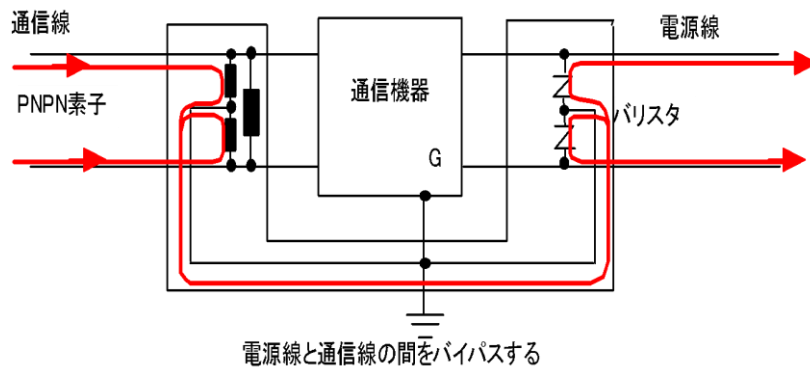 通信線
電源線
PNPN素子
通信機器
バリスタ
G
電源線と通信線の間をバイパスする